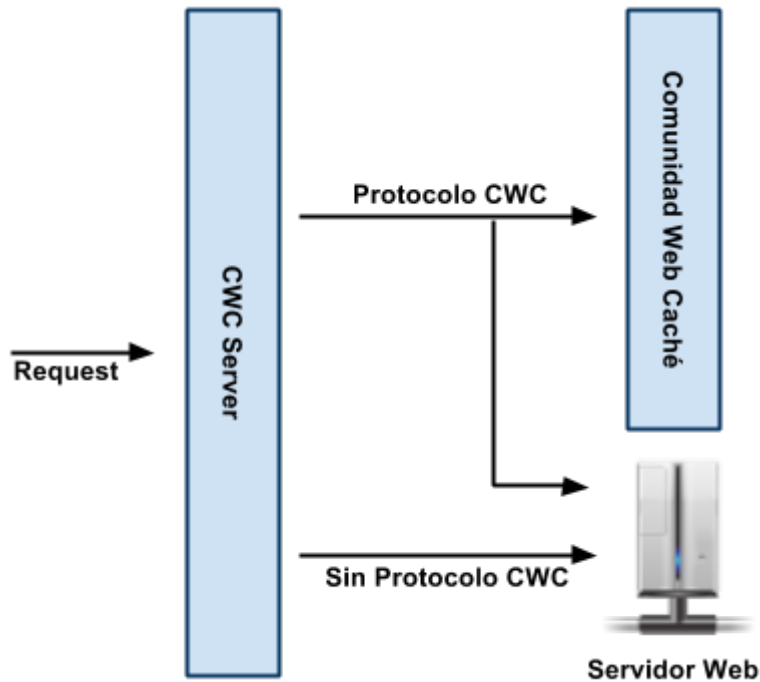 Protocolo CWC
Comunidad Web Caché
CWC Server
Request
Sin Protocolo CWC
Servidor Web